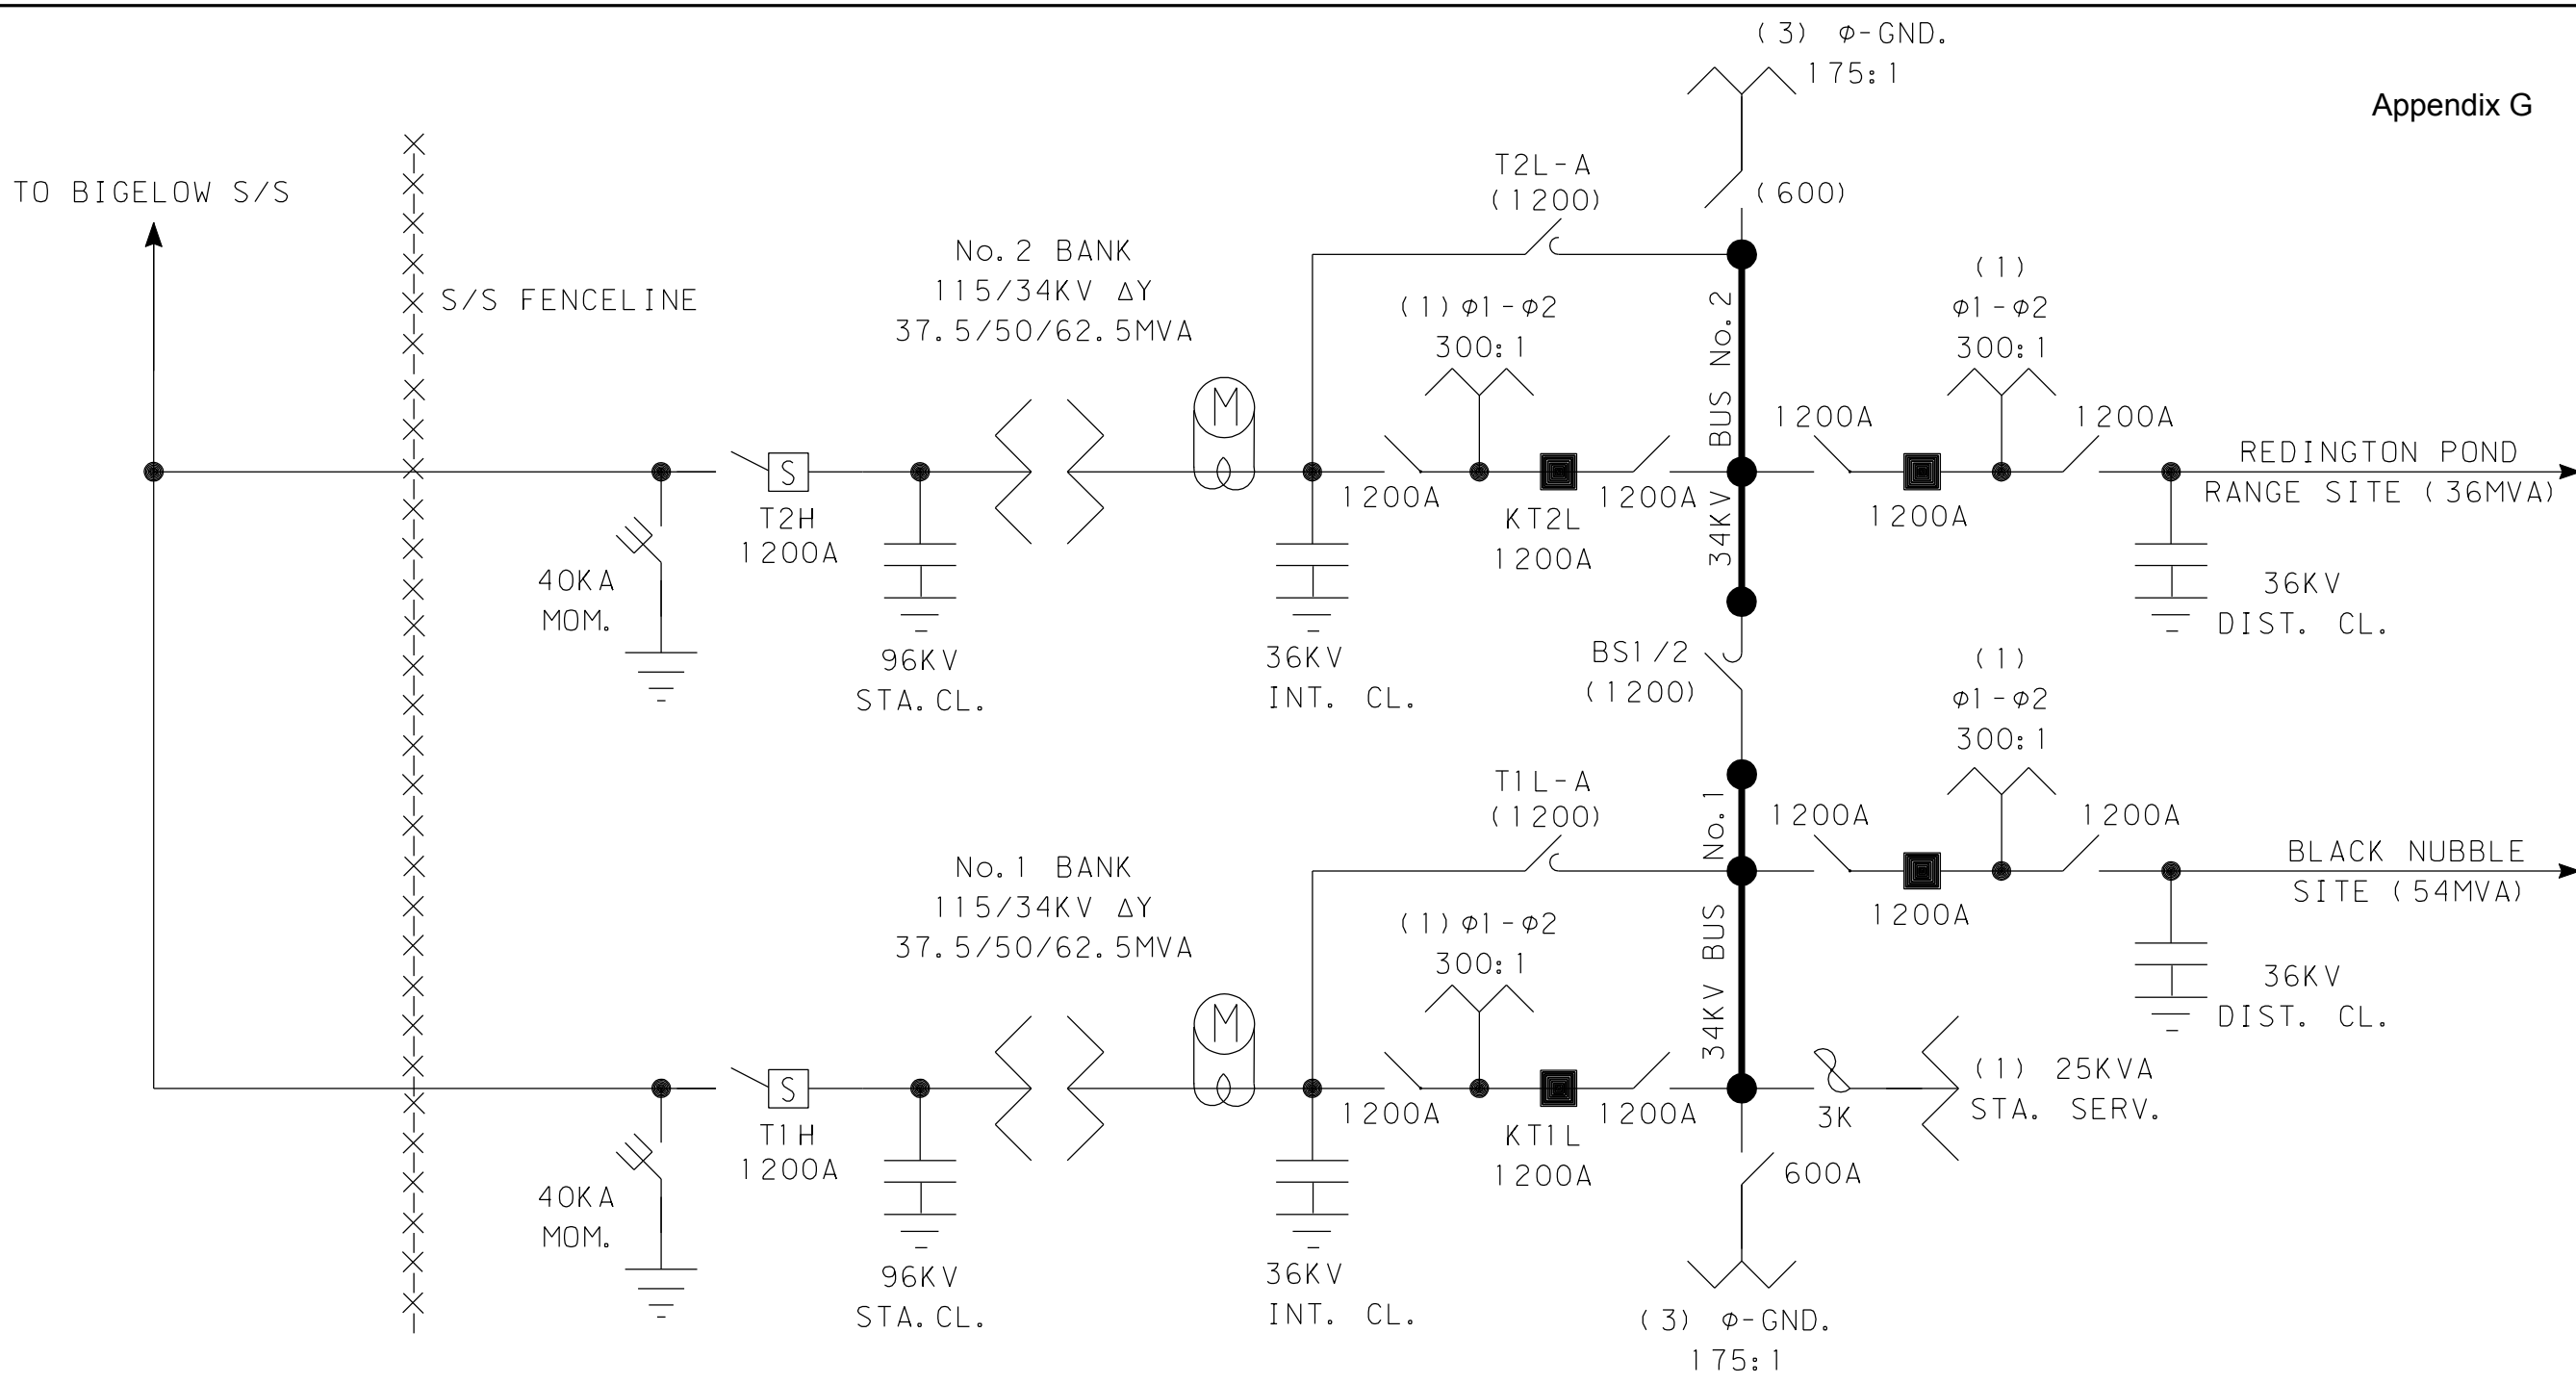 (3) φ-GND.
175:1
Appendix G
TO BIGELOW S/S
S/S FENCELINE
T2L-A
(1200)
(600)
No.2 BANK
115/34KV ΔY
37.5/50/62.5MVA
(1)φ1-φ2
300:1
34KV BUS No.2
(1)
φ1-φ2
300:1
M
1200A
1200A
REDINGTON POND
RANGE SITE (36MVA)
S
T2H
1200A
1200A
KT2L
1200A
1200A
1200A
40KA
MOM.
96KV
STA.CL.
36KV
INT. CL.
36KV
DIST. CL.
BS1/2
(1200)
(1)
φ1-φ2
300:1
T1L-A
(1200)
No.1 BANK
115/34KV ΔY
37.5/50/62.5MVA
(1)φ1-φ2
300:1
34KV BUS No.1
1200A
1200A
1200A
BLACK NUBBLE
SITE (54MVA)
36KV
DIST. CL.
M
S
T1H
1200A
1200A
KT1L
1200A
1200A
3K
(1) 25KVA
STA. SERV.
600A
40KA
MOM.
96KV
STA.CL.
36KV
INT. CL.
(3) φ-GND.
175:1